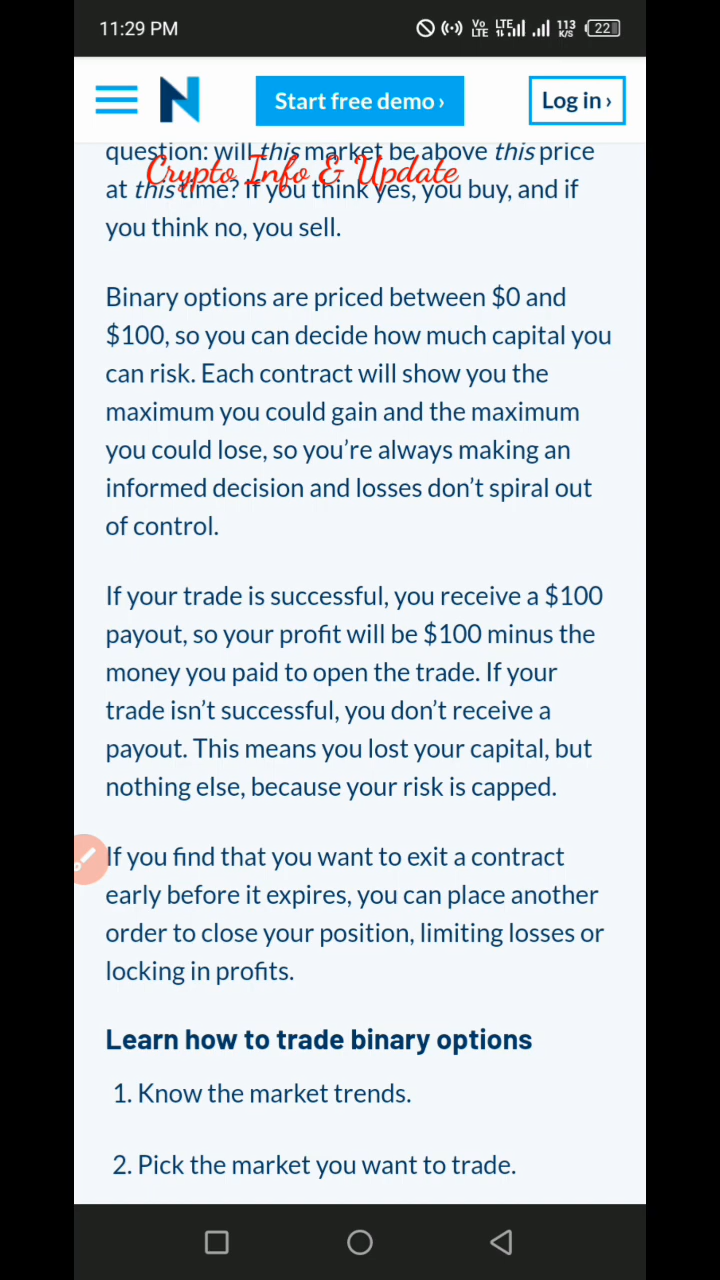 11:29 PM Vo LTE LTE 113 K/S 22
N Start free demo › Log in ›
question: will this market be above this price
Crypto Info & Update
at this time? If you think yes, you buy, and if
you think no, you sell.
Binary options are priced between $0 and
$100, so you can decide how much capital you
can risk. Each contract will show you the
maximum you could gain and the maximum
you could lose, so you’re always making an
informed decision and losses don’t spiral out
of control.
If your trade is successful, you receive a $100
payout, so your profit will be $100 minus the
money you paid to open the trade. If your
trade isn’t successful, you don’t receive a
payout. This means you lost your capital, but
nothing else, because your risk is capped.
If you find that you want to exit a contract
early before it expires, you can place another
order to close your position, limiting losses or
locking in profits.
Learn how to trade binary options
1. Know the market trends.
2. Pick the market you want to trade.